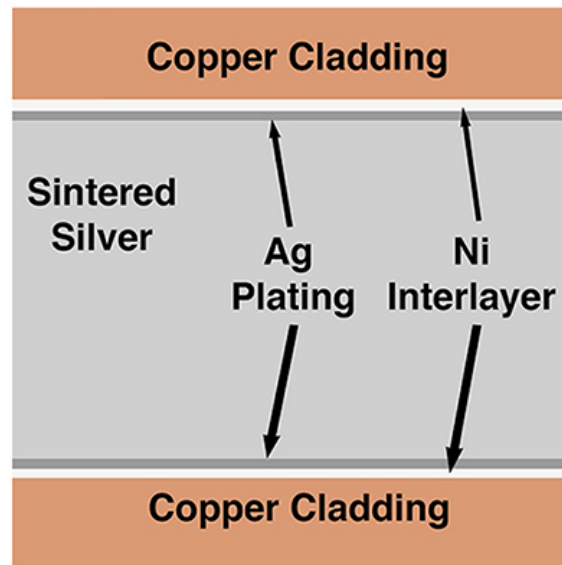 Copper Cladding
Sintered
Silver
Ag
Plating
Ni
Interlayer
Copper Cladding